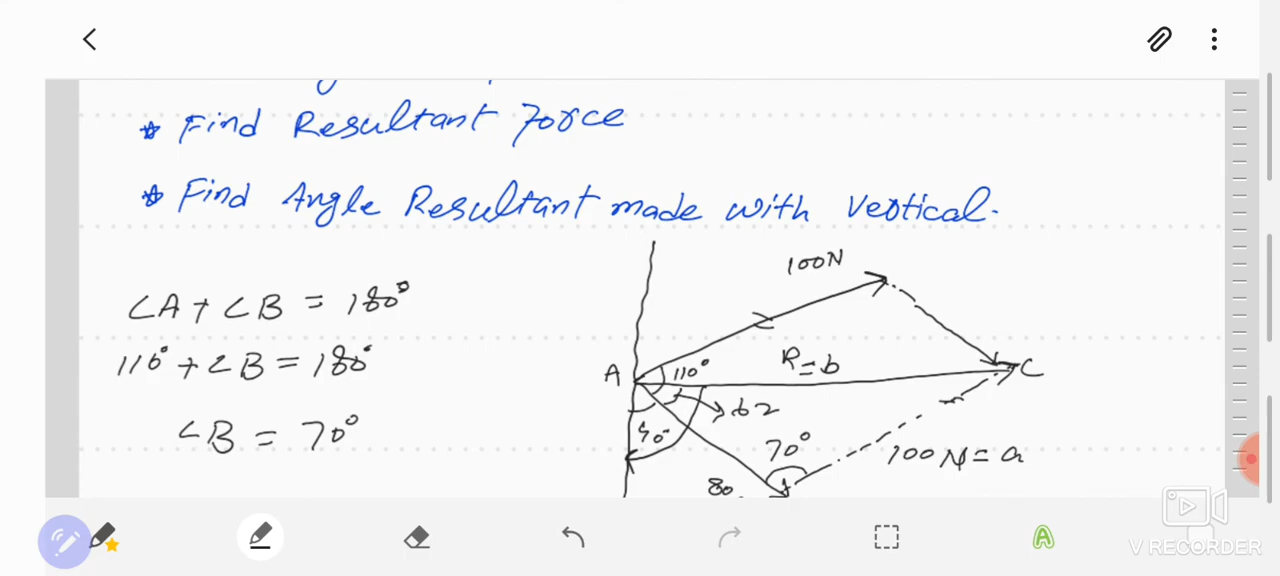 * Find Resultant Force
* Find Angle Resultant made with Vertical.
100N
∠A + ∠B = 180°
110° + ∠B = 180°
A
110°
R = b
C
62
∠B = 70°
70°
100 N = a
80
A
V RECORDER